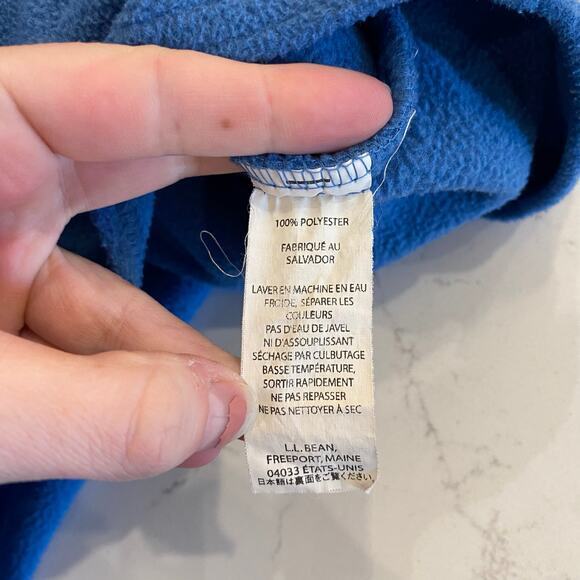 100% POLYESTER
FABRIQUÉ AU
SALVADOR
LAVER EN MACHINE EN EAU
FROIDE, SÉPARER LES
COULEURS
PAS D'EAU DE JAVEL
NI D'ASSOUPLISSANT
SÉCHAGE PAR CULBUTAGE
BASSE TEMPÉRATURE,
SORTIR RAPIDEMENT
NE PAS REPASSER
NE PAS NETTOYER À SEC
L.L.BEAN,
FREEPORT, MAINE
04033 ÉTATS-UNIS
日本語は裏面をご覧ください